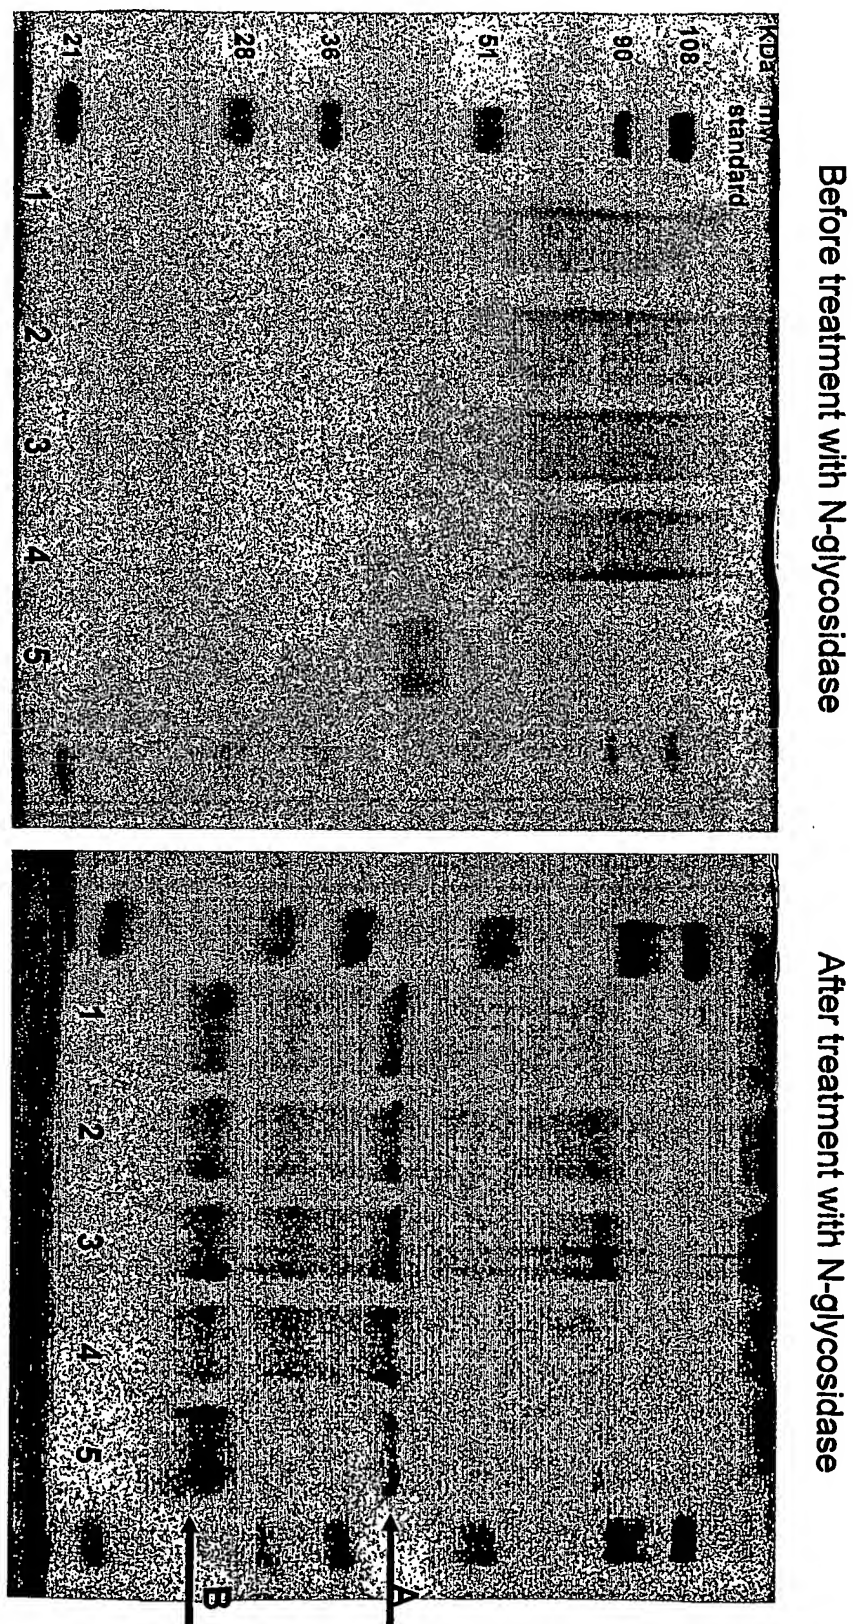 Before treatment with N-glycosidase
KDa mw
standard
108
90
51
36
28
21
1 2 3 4 5
After treatment with N-glycosidase
1 2 3 4 5
A
B